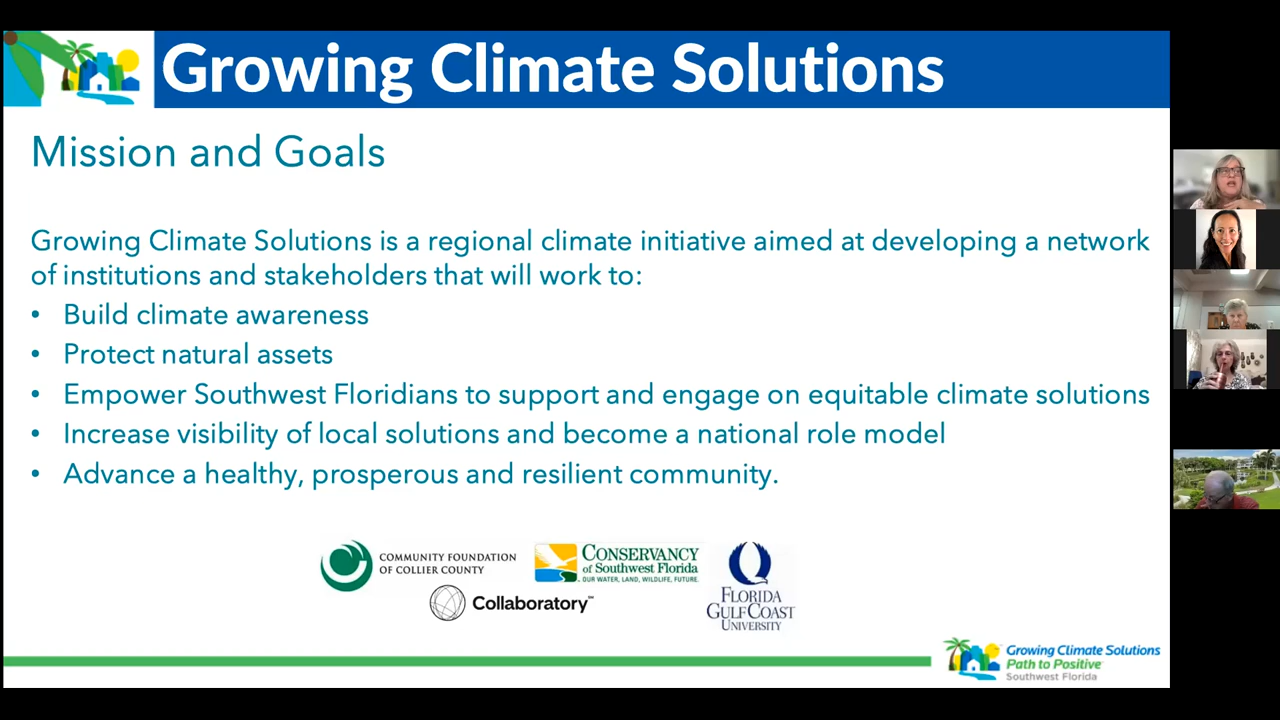 Growing Climate Solutions
Mission and Goals
Growing Climate Solutions is a regional climate initiative aimed at developing a network
of institutions and stakeholders that will work to:
• Build climate awareness
• Protect natural assets
• Empower Southwest Floridians to support and engage on equitable climate solutions
• Increase visibility of local solutions and become a national role model
• Advance a healthy, prosperous and resilient community.
COMMUNITY FOUNDATION
OF COLLIER COUNTY
CONSERVANCY
of Southwest Florida
OUR WATER, LAND, WILDLIFE, FUTURE.
Collaboratory™
FLORIDA
GULF COAST
UNIVERSITY
Growing Climate Solutions
Path to Positive
Southwest Florida